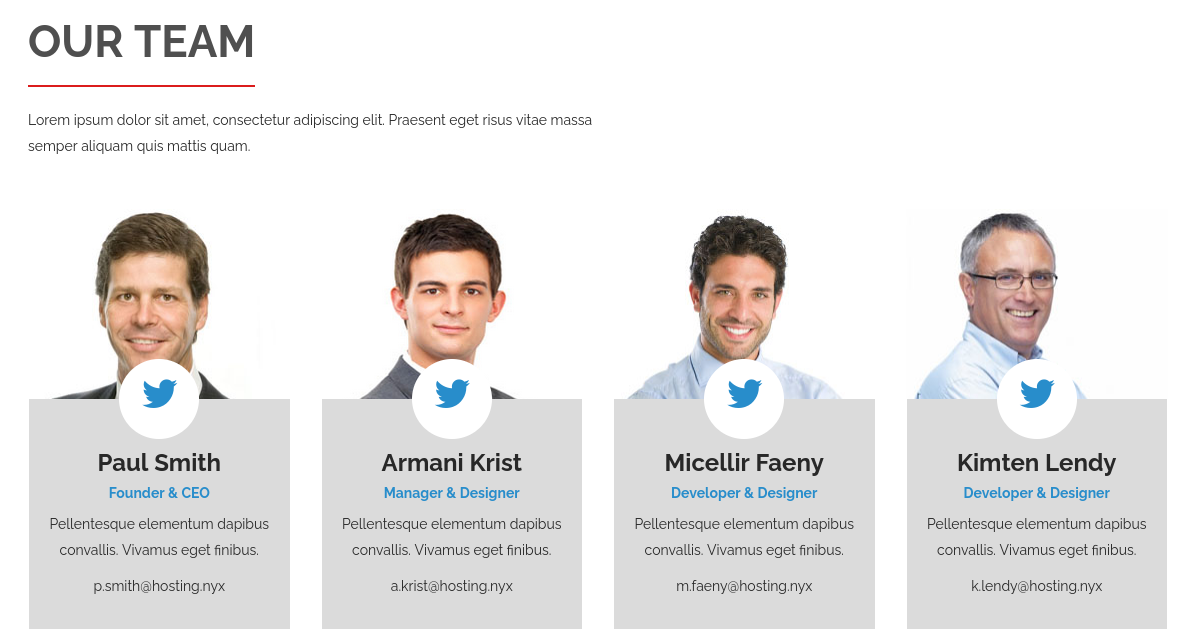 OUR TEAM
Lorem ipsum dolor sit amet, consectetur adipiscing elit. Praesent eget risus vitae massa
semper aliquam quis mattis quam.
Paul Smith
Founder & CEO
Pellentesque elementum dapibus
convallis. Vivamus eget finibus.
p.smith@hosting.nyx
Armani Krist
Manager & Designer
Pellentesque elementum dapibus
convallis. Vivamus eget finibus.
a.krist@hosting.nyx
Micellir Faeny
Developer & Designer
Pellentesque elementum dapibus
convallis. Vivamus eget finibus.
m.faeny@hosting.nyx
Kimten Lendy
Developer & Designer
Pellentesque elementum dapibus
convallis. Vivamus eget finibus.
k.lendy@hosting.nyx